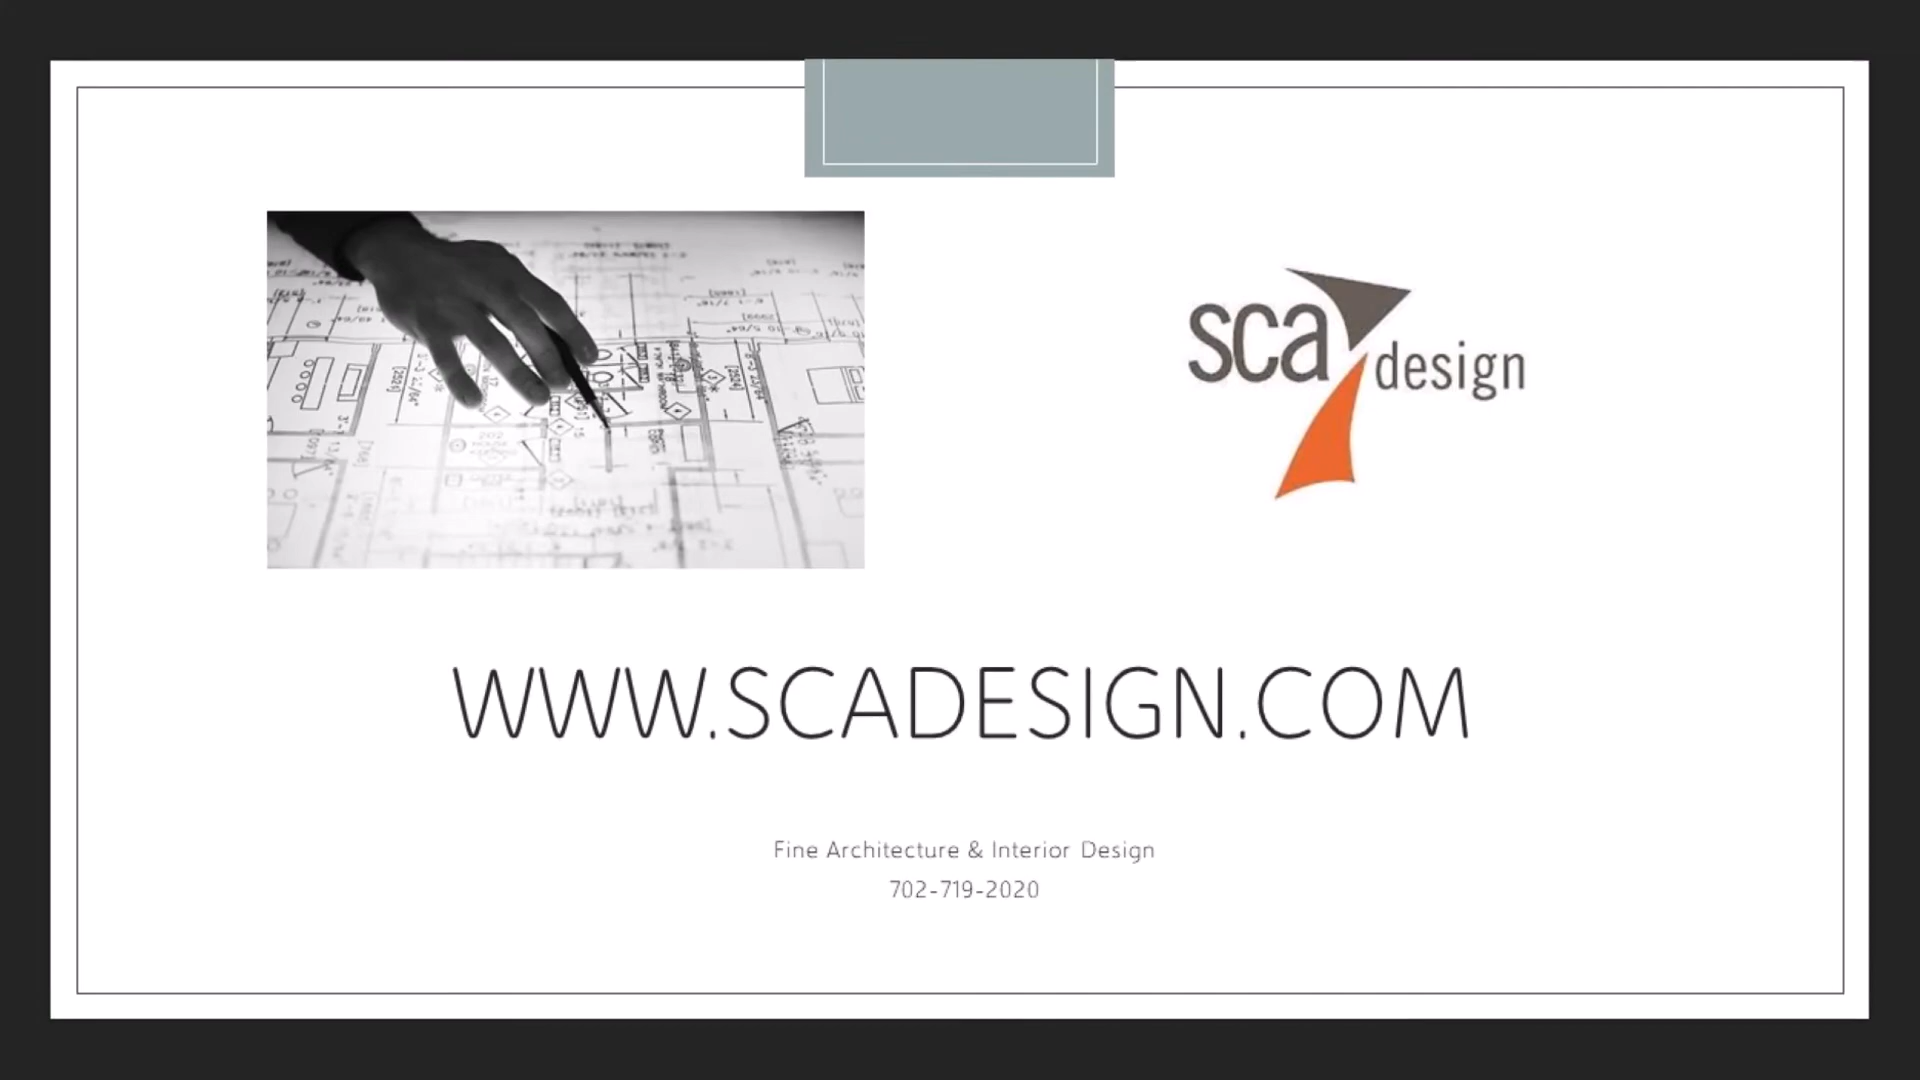 sca design
WWW.SCADESIGN.COM
Fine Architecture & Interior Design
702-719-2020